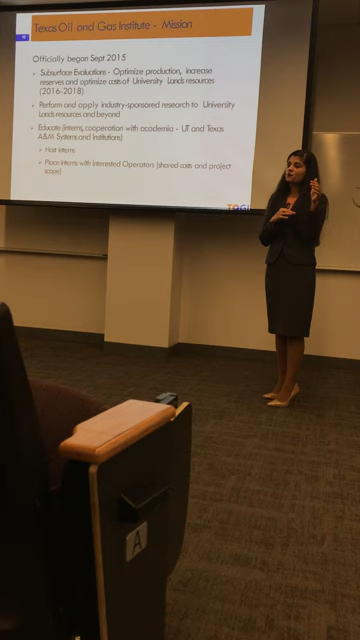 Texas Oil and Gas Institute - Mission
Officially began Sept 2015
Subsurface Evaluations - Optimize production, increase
reserves and optimize costs of University Lands resources
(2016-2018)
Perform and apply industry-sponsored research to University
Lands resources and beyond
Educate (interns, cooperation with academia - UT and Texas
A&M Systems and Institutions)
Host interns
Place interns with interested Operators (shared costs and project
scope)
TOGI
A